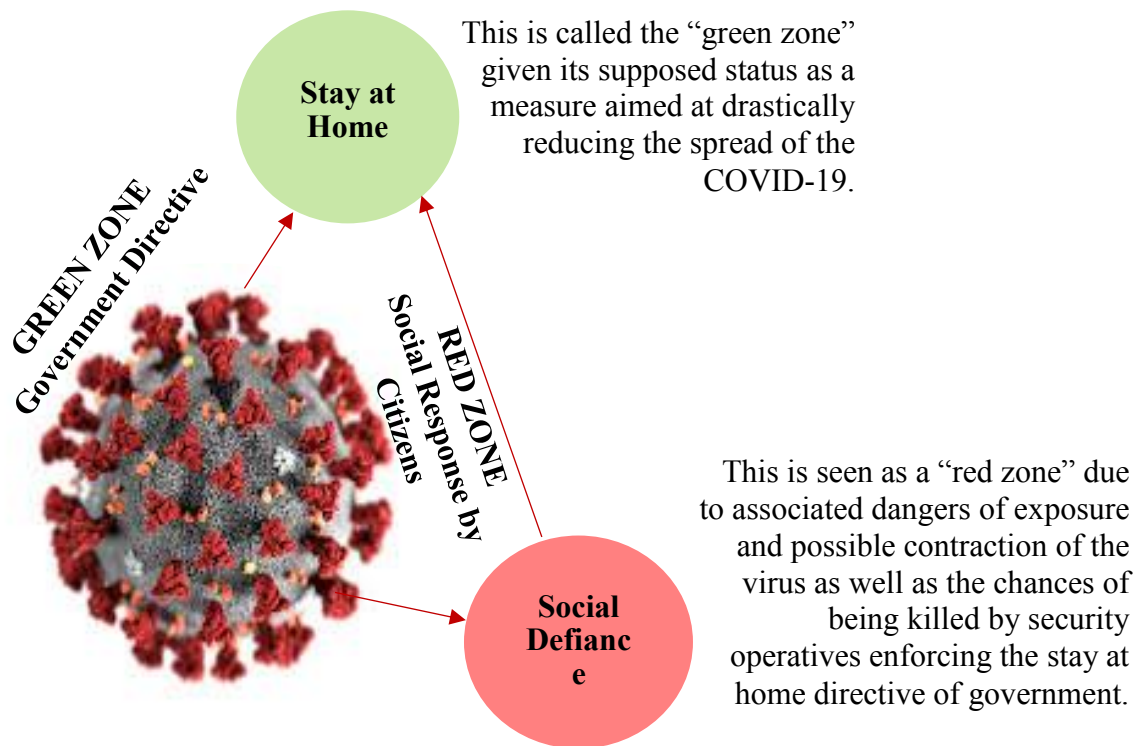 Stay at
Home
This is called the “green zone”
given its supposed status as a
measure aimed at drastically
reducing the spread of the
COVID-19.
GREEN ZONE
Government Directive
RED ZONE
Social Response by
Citizens
Social
Defianc
e
This is seen as a “red zone” due
to associated dangers of exposure
and possible contraction of the
virus as well as the chances of
being killed by security
operatives enforcing the stay at
home directive of government.